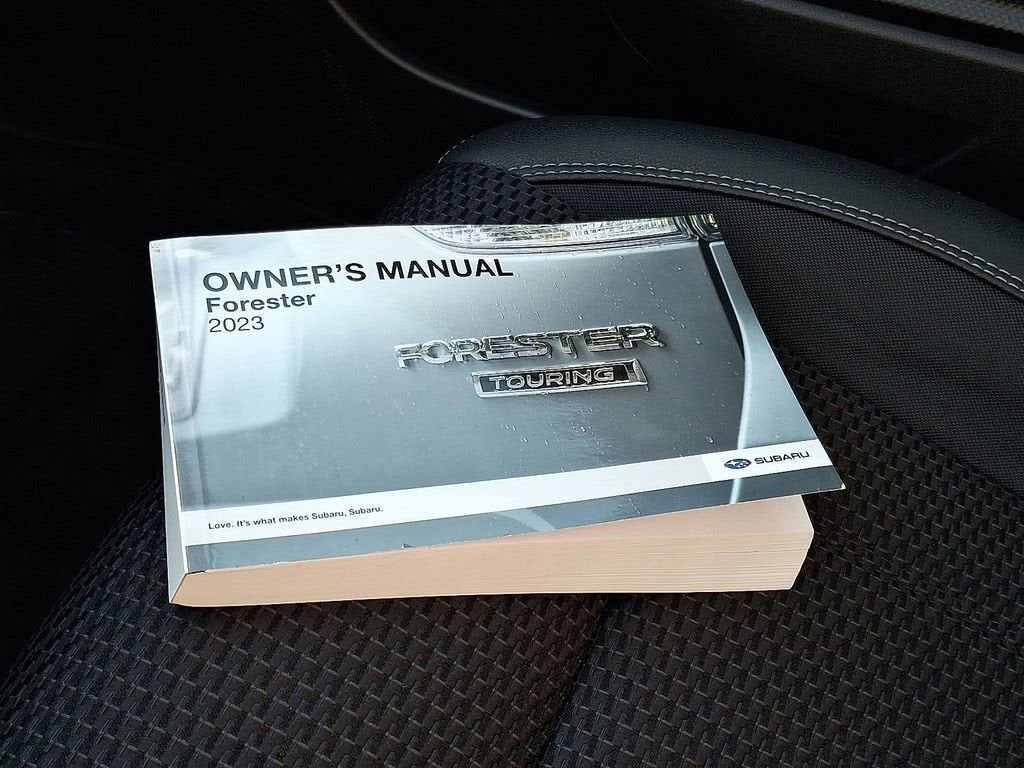 OWNER'S MANUAL
Forester
2023
FORESTER
TOURING
SUBARU
Love. It's what makes Subaru, Subaru.